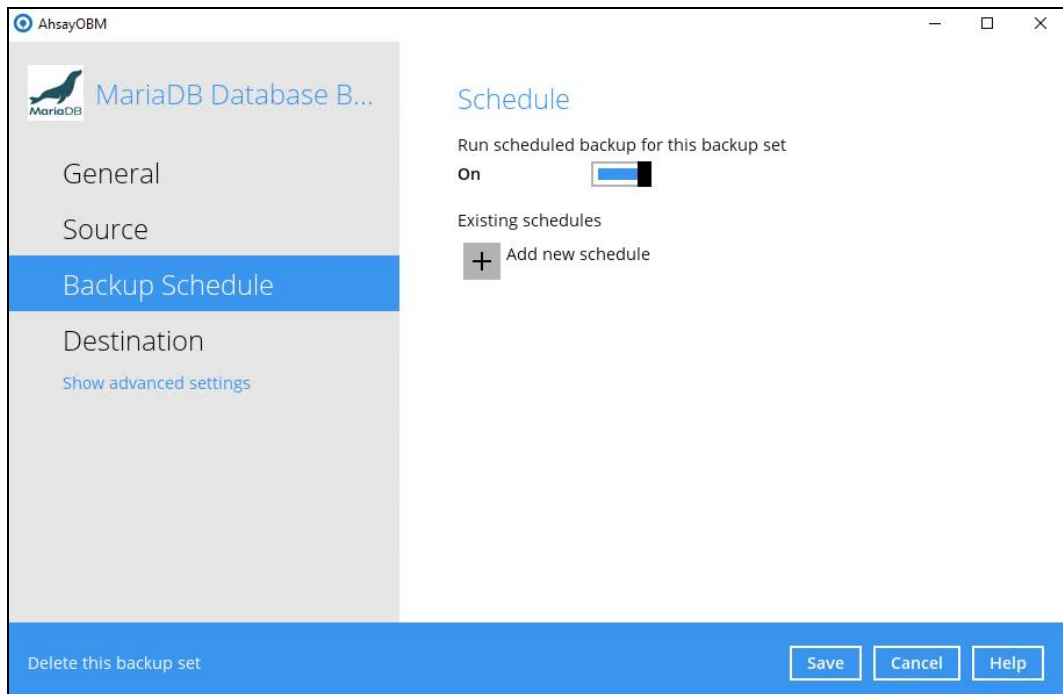 AhsayOBM
MariaDB
MariaDB Database B...
General
Source
Backup Schedule
Destination
Show advanced settings
Schedule
Run scheduled backup for this backup set
On
Existing schedules
+ Add new schedule
Delete this backup set
Save Cancel Help